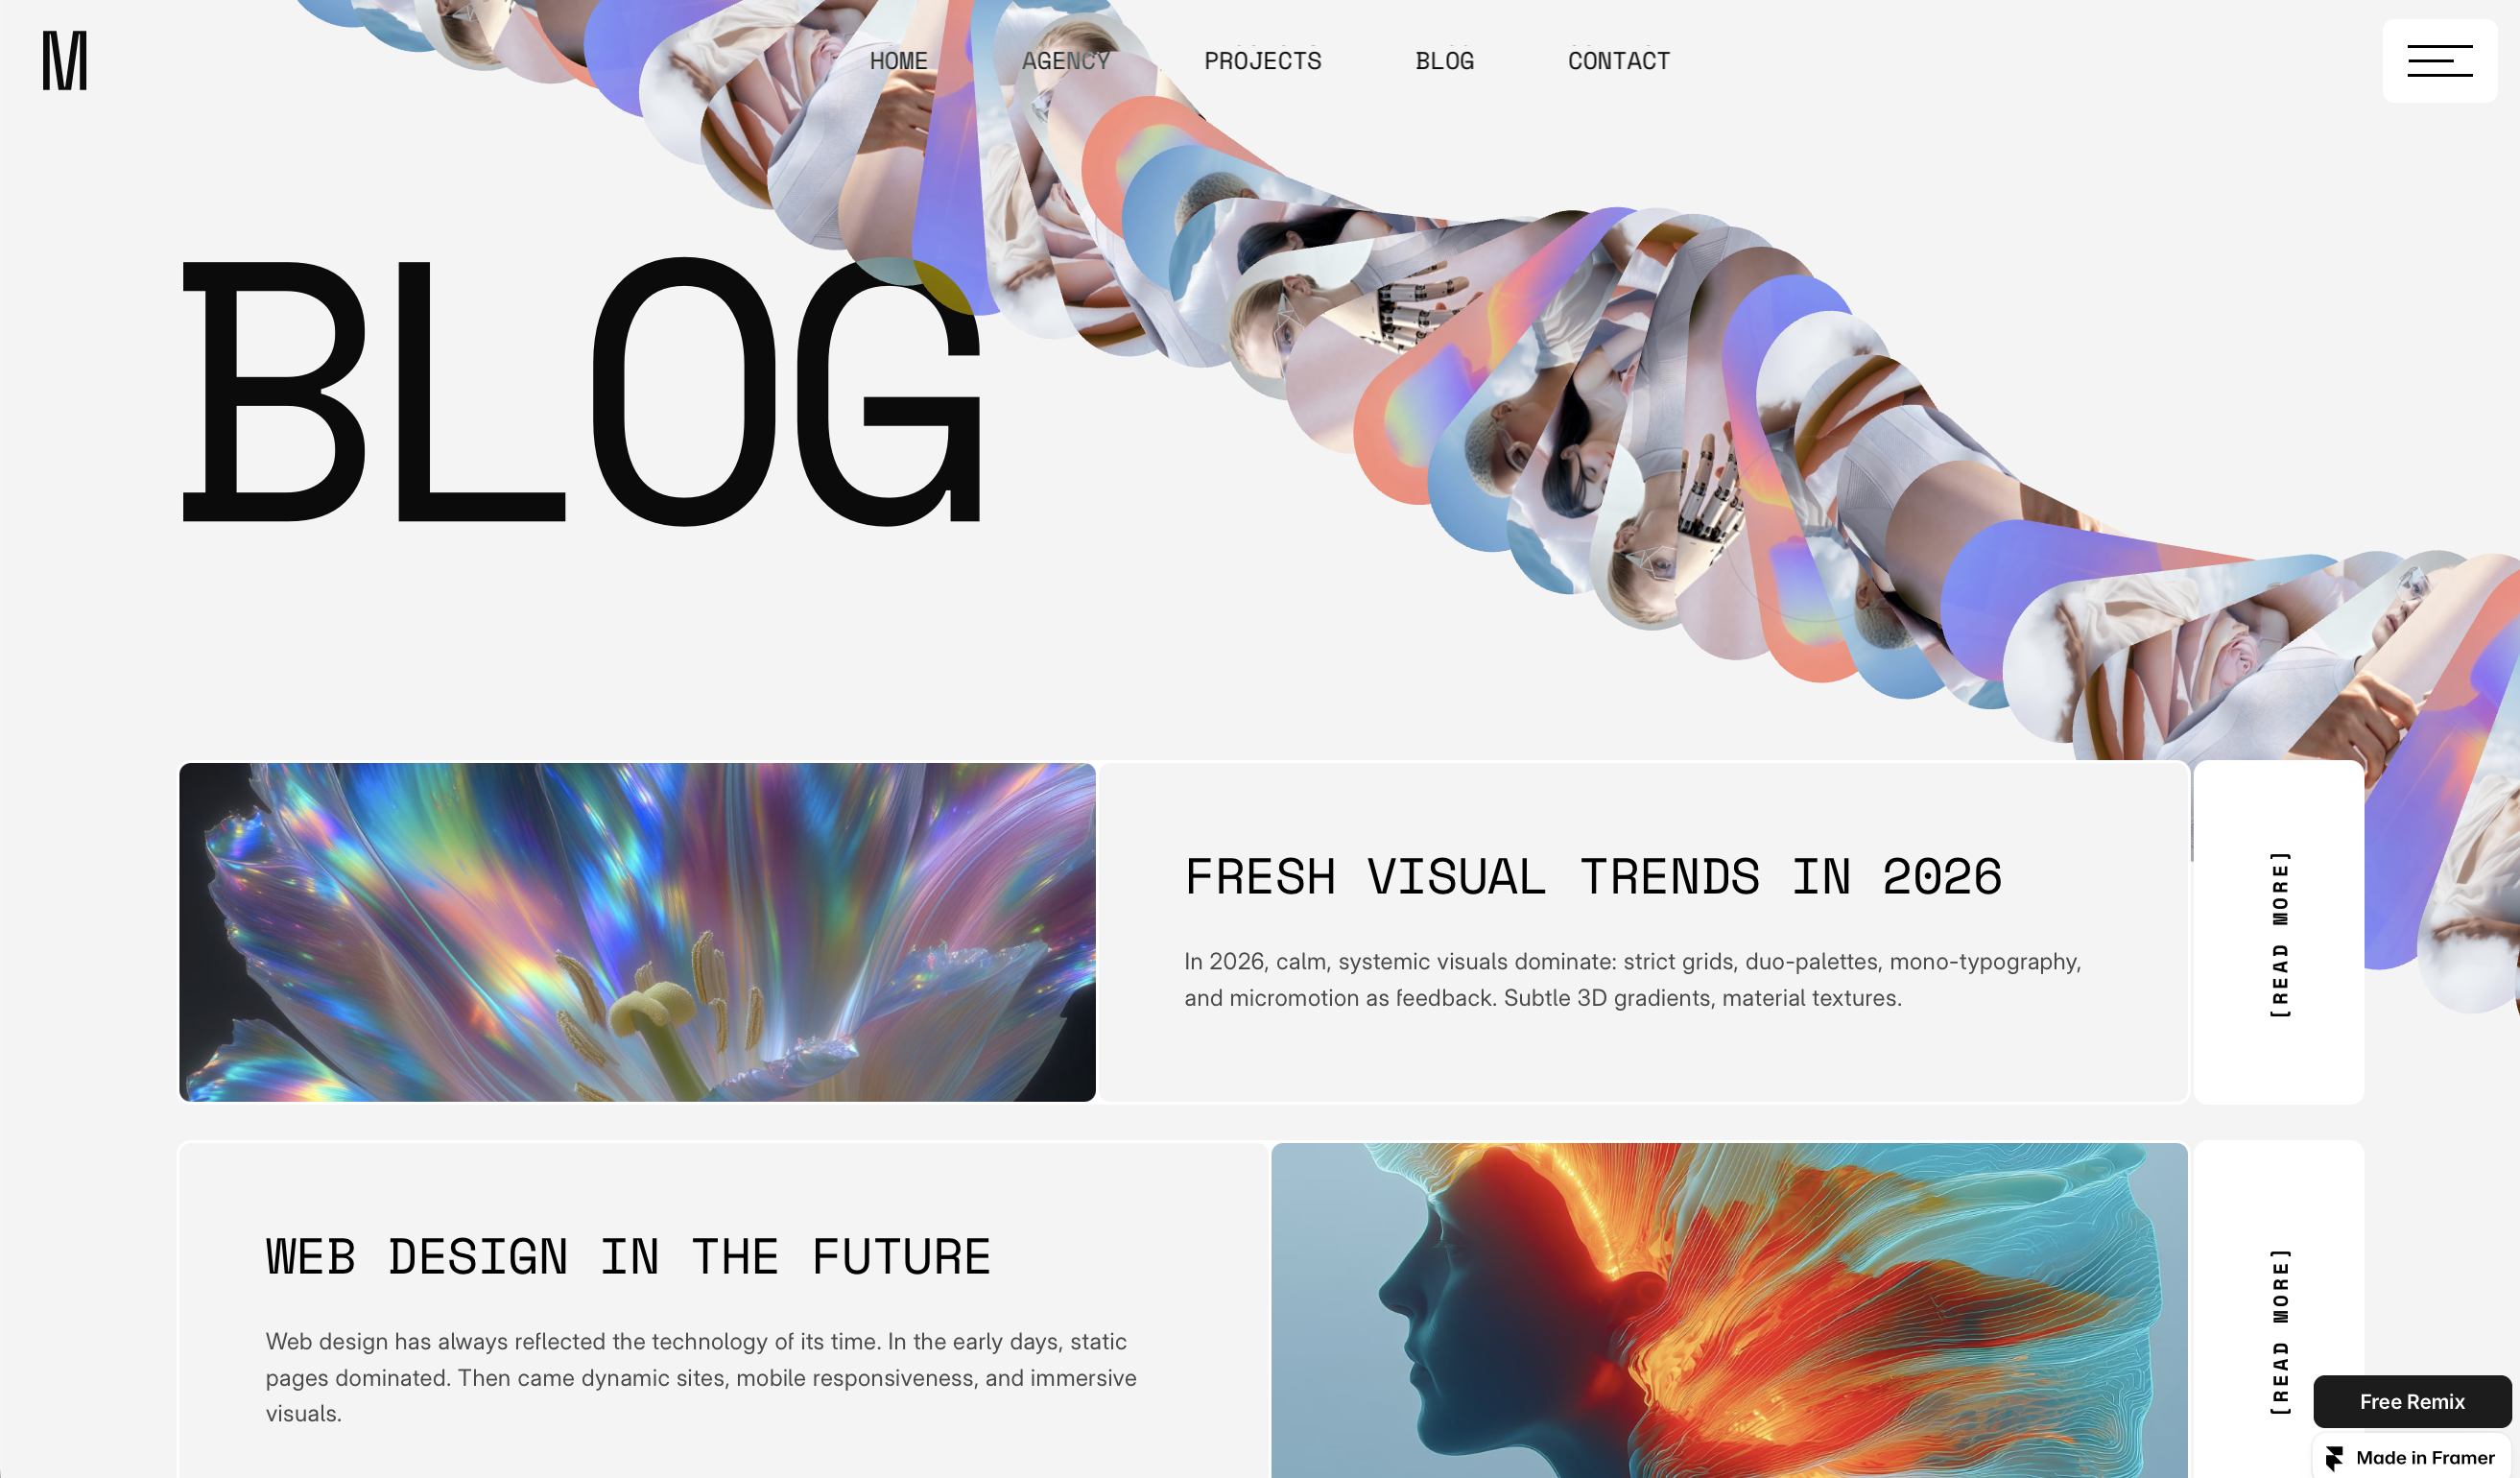 M
HOME AGENCY PROJECTS BLOG CONTACT
BLOG
FRESH VISUAL TRENDS IN 2026
In 2026, calm, systemic visuals dominate: strict grids, duo-palettes, mono-typography,
and micromotion as feedback. Subtle 3D gradients, material textures.
[READ MORE]
WEB DESIGN IN THE FUTURE
Web design has always reflected the technology of its time. In the early days, static
pages dominated. Then came dynamic sites, mobile responsiveness, and immersive
visuals.
[READ MORE]
Free Remix
Made in Framer